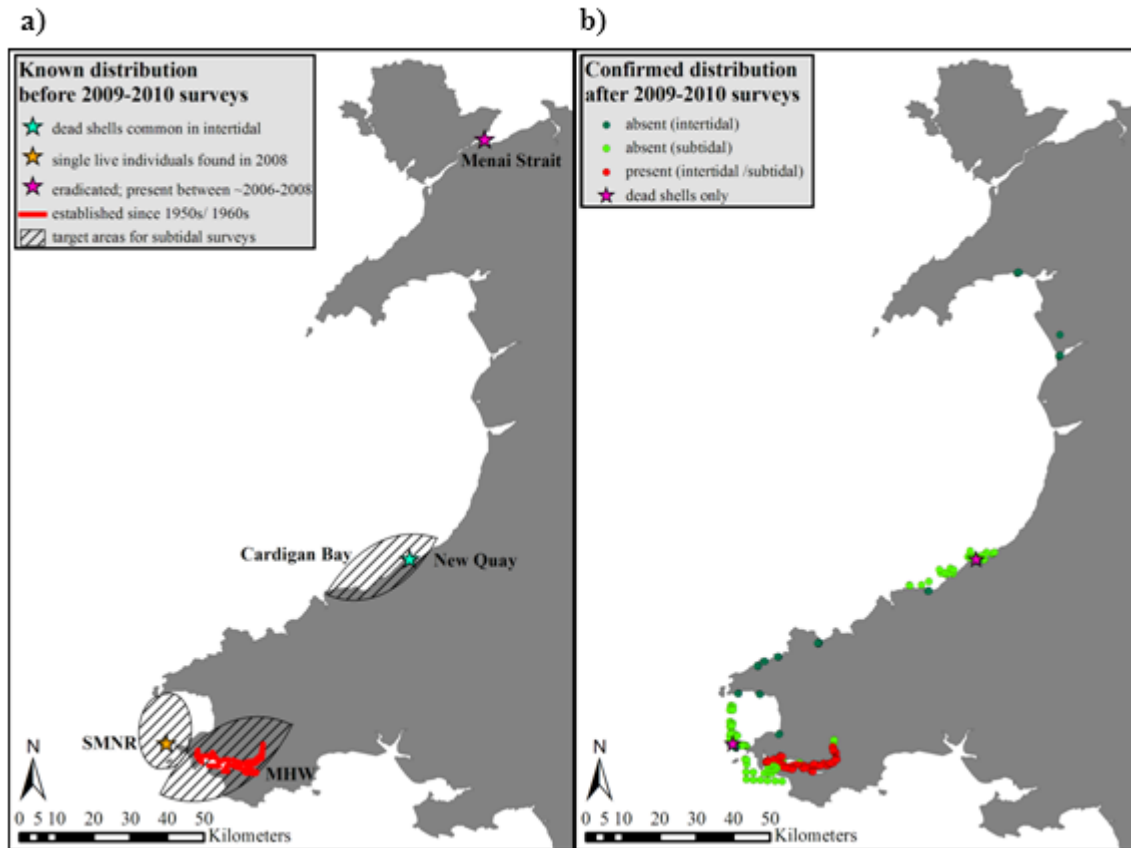 a)
Known distribution
before 2009-2010 surveys
dead shells common in intertidal
single live individuals found in 2008
eradicated; present between ~2006-2008
established since 1950s/ 1960s
target areas for subtidal surveys
Menai Strait
Cardigan Bay
New Quay
SMNR
MHW
N
0 5 10 20 30 40 50
Kilometers
b)
Confirmed distribution
after 2009-2010 surveys
absent (intertidal)
absent (subtidal)
present (intertidal /subtidal)
dead shells only
N
0 5 10 20 30 40 50
Kilometers